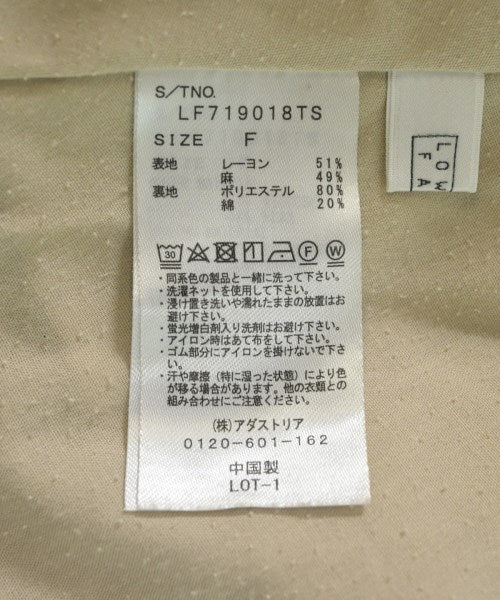 S/TNO.
LF719018TS
SIZE F
表地 レーヨン 51%
麻 49%
裏地 ポリエステル 80%
綿 20%
30 F W
・同系色の製品と一緒に洗って下さい。
・洗濯ネットを使用して下さい。
・浸け置き洗いや濡れたままの放置はお
避け下さい。
・蛍光増白剤入り洗剤はお避け下さい。
・アイロン時はあて布をして下さい。
・ゴム部分にアイロンを掛けないで下さ
い。
・汗や摩擦（特に湿った状態）により色
が移る場合があります。他の衣類との
組み合わせにご注意ください。
(株)アダストリア
0120-601-162
中国製
LOT-1